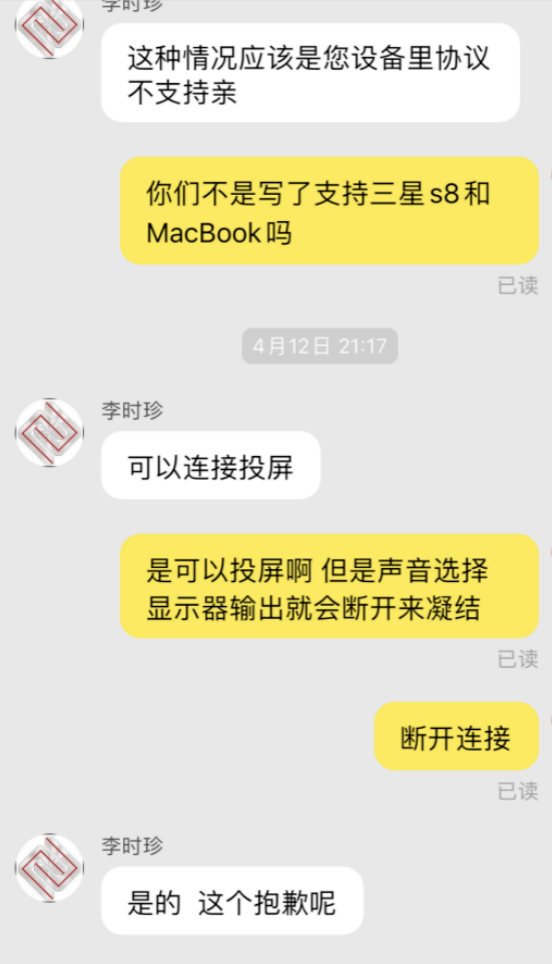 李时珍
这种情况应该是您设备里协议
不支持亲
你们不是写了支持三星s8和
MacBook吗
已读
4月12日 21:17
李时珍
可以连接投屏
是可以投屏啊 但是声音选择
显示器输出就会断开来凝结
已读
断开连接
已读
李时珍
是的 这个抱歉呢